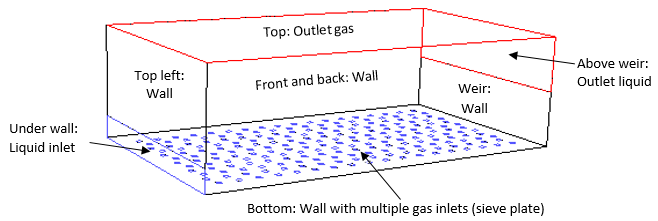 Top: Outlet gas
Above weir:
Outlet liquid
Top left:
Wall
Front and back: Wall
Weir:
Wall
Under wall:
Liquid inlet
Bottom: Wall with multiple gas inlets (sieve plate)